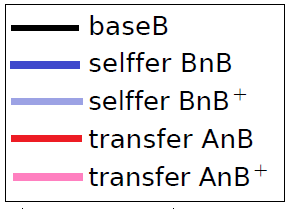 baseB
selffer BnB
selffer BnB⁺
transfer AnB
transfer AnB⁺